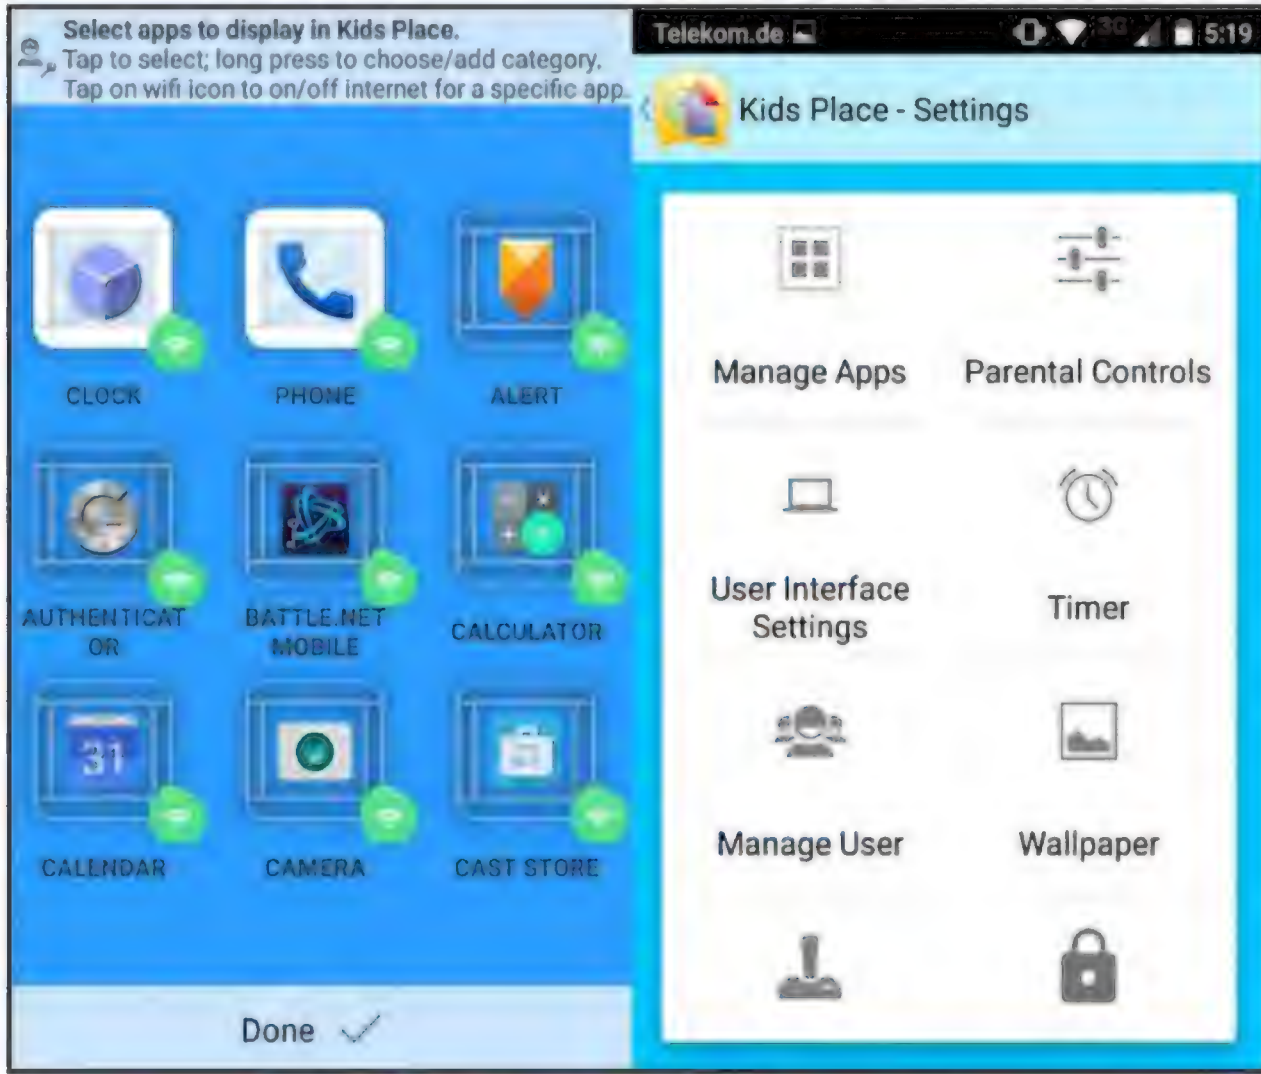 Select apps to display in Kids Place.
Tap to select; long press to choose/add category.
Tap on wifi icon to on/off internet for a specific app.
CLOCK
PHONE
ALERT
AUTHENTICAT
OR
BATTLE.NET
MOBILE
CALCULATOR
31
CALENDAR
CAMERA
CAST STORE
Done
Telekom.de
3G
5:19
Kids Place - Settings
Manage Apps
Parental Controls
User Interface
Settings
Timer
Manage User
Wallpaper